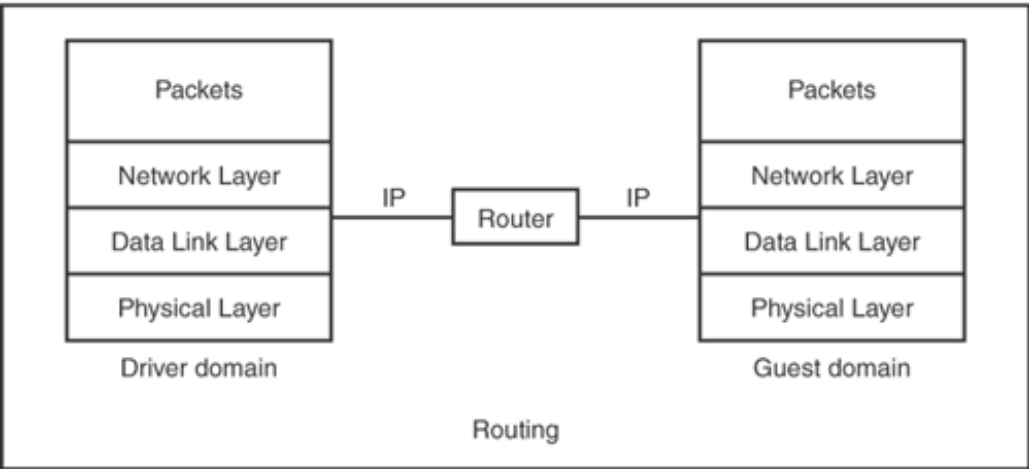 Packets
Network Layer
Data Link Layer
Physical Layer
Driver domain
IP
Router
IP
Packets
Network Layer
Data Link Layer
Physical Layer
Guest domain
Routing